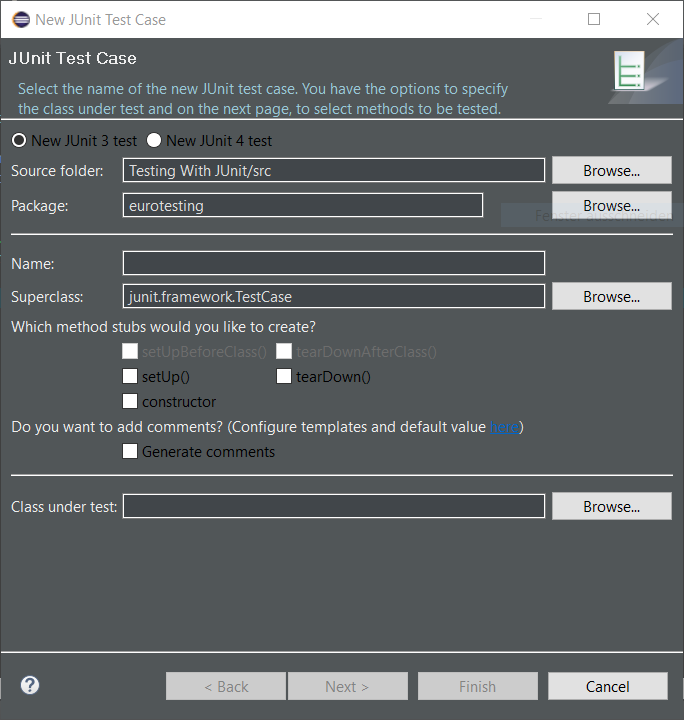 New JUnit Test Case
JUnit Test Case
Select the name of the new JUnit test case. You have the options to specify
the class under test and on the next page, to select methods to be tested.
New JUnit 3 test New JUnit 4 test
Source folder: Testing With JUnit/src Browse...
Package: eurotesting Browse...
Fenster ausschneiden
Name:
Superclass: junit.framework.TestCase Browse...
Which method stubs would you like to create?
setUpBeforeClass() tearDownAfterClass()
setUp() tearDown()
constructor
Do you want to add comments? (Configure templates and default value here)
Generate comments
Class under test: Browse...
? < Back Next > Finish Cancel